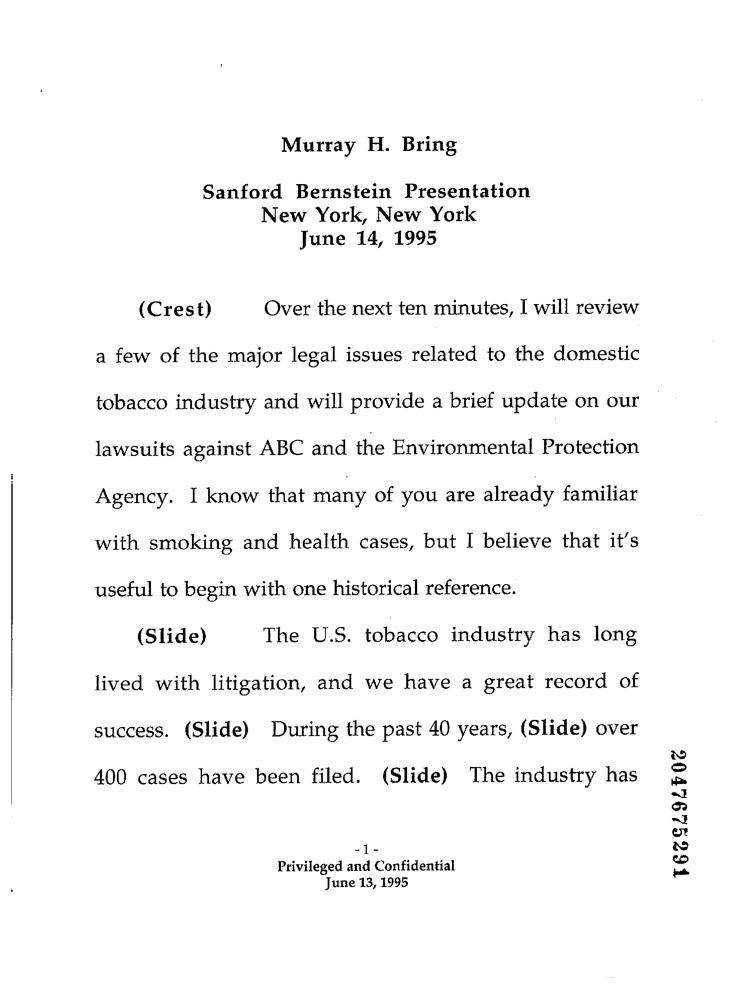 Murray H. Bring
Sanford Bernstein Presentation
New York, New York
June 14, 1995
(Crest) Over the next ten minutes, I will review
a few of the major legal issues related to the domestic
tobacco industry and will provide a brief update on our
lawsuits against ABC and the Environmental Protection
Agency. I know that many of you are already familiar
with smoking and health cases, but I believe that it's
useful to begin with one historical reference.
(Slide) The U.S. tobacco industry has long
lived with litigation, and we have a great record of
success. (Slide) During the past 40 years, (Slide) over
400 cases have been filed. (Slide) The industry has
- 1 -
Privileged and Confidential
June 13, 1995
2047675291